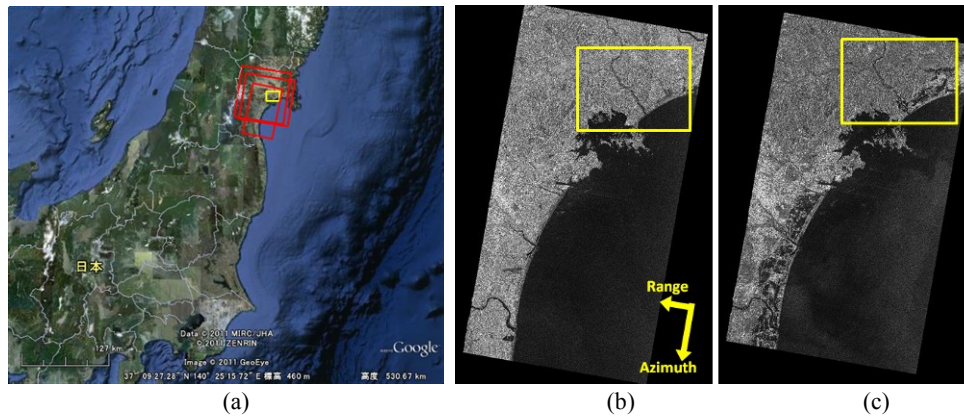 日本
Data © 2011 MIRC/JHA
© 2011 ZENRIN
127 km
Image © 2011 GeoEye
©2010 Google
37° 09'27.28" N 140° 25'15.72" E 標高 460 m 高度 530.67 km
Range
Azimuth
(a) (b) (c)